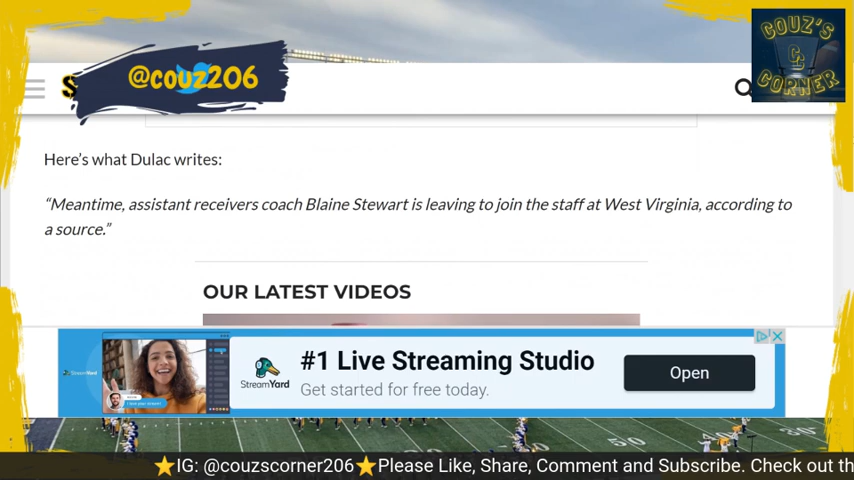 COUZ'S
CC
CORNER
@couz206
S
Here's what Dulac writes:
“Meantime, assistant receivers coach Blaine Stewart is leaving to join the staff at West Virginia, according to
a source.”
OUR LATEST VIDEOS
StreamYard
#1 Live Streaming Studio
Get started for free today.
Open
⭐IG: @couzscorner206⭐Please Like, Share, Comment and Subscribe. Check out th